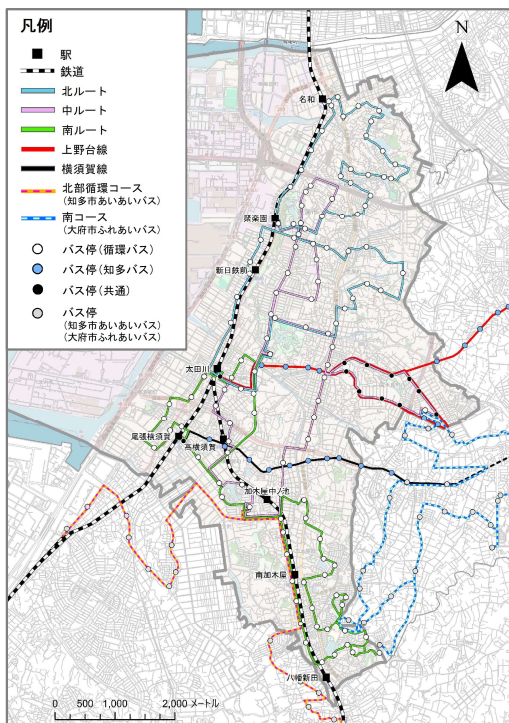 凡例
駅
鉄道
北ルート
中ルート
南ルート
上野台線
横須賀線
北部循環コース
(知多市あいあいバス)
南コース
(大府市ふれあいバス)
バス停(循環バス)
バス停(知多バス)
バス停(共通)
バス停
(知多市あいあいバス)
(大府市ふれあいバス)
N
名和
聚楽園
新日鉄前
太田川
尾張横須賀
高横須賀
加木屋中ノ池
南加木屋
八幡新田
0 500 1,000 2,000 メートル